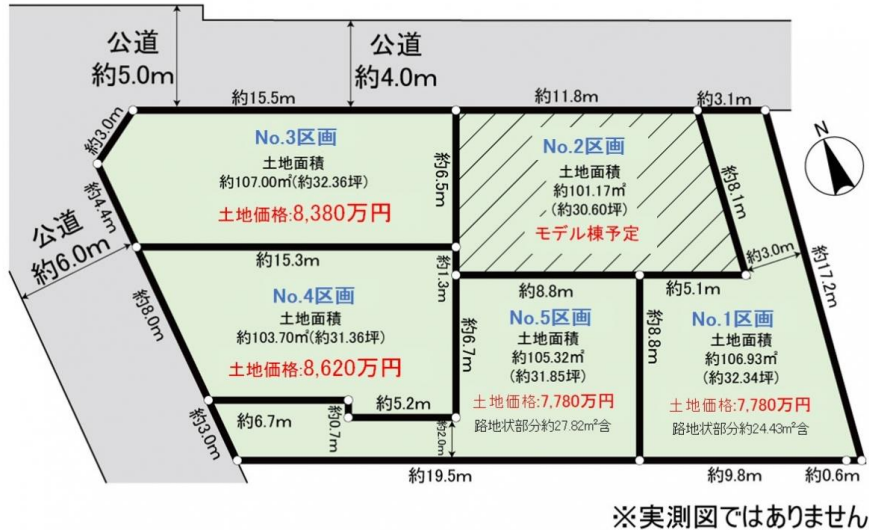 公道
約5.0m
公道
約4.0m
約15.5m
約11.8m
約3.1m
約3.0m
No.3区画
土地面積
約107.00㎡(約32.36坪)
土地価格:8,380万円
約6.5m
No.2区画
土地面積
約101.17㎡
(約30.60坪)
モデル棟予定
約8.1m
N
約4.4m
公道
約6.0m
約15.3m
約1.3m
約3.0m
約17.2m
約8.0m
No.4区画
土地面積
約103.70㎡(約31.36坪)
土地価格:8,620万円
約8.8m
約5.1m
約6.7m
No.5区画
土地面積
約105.32㎡
(約31.85坪)
土地価格:7,780万円
路地状部分約27.82㎡含
約8.8m
No.1区画
土地面積
約106.93㎡
(約32.34坪)
土地価格:7,780万円
路地状部分約24.43㎡含
約3.0m
約6.7m
約0.7m
約5.2m
約2.0m
約19.5m
約9.8m
約0.6m
※実測図ではありません